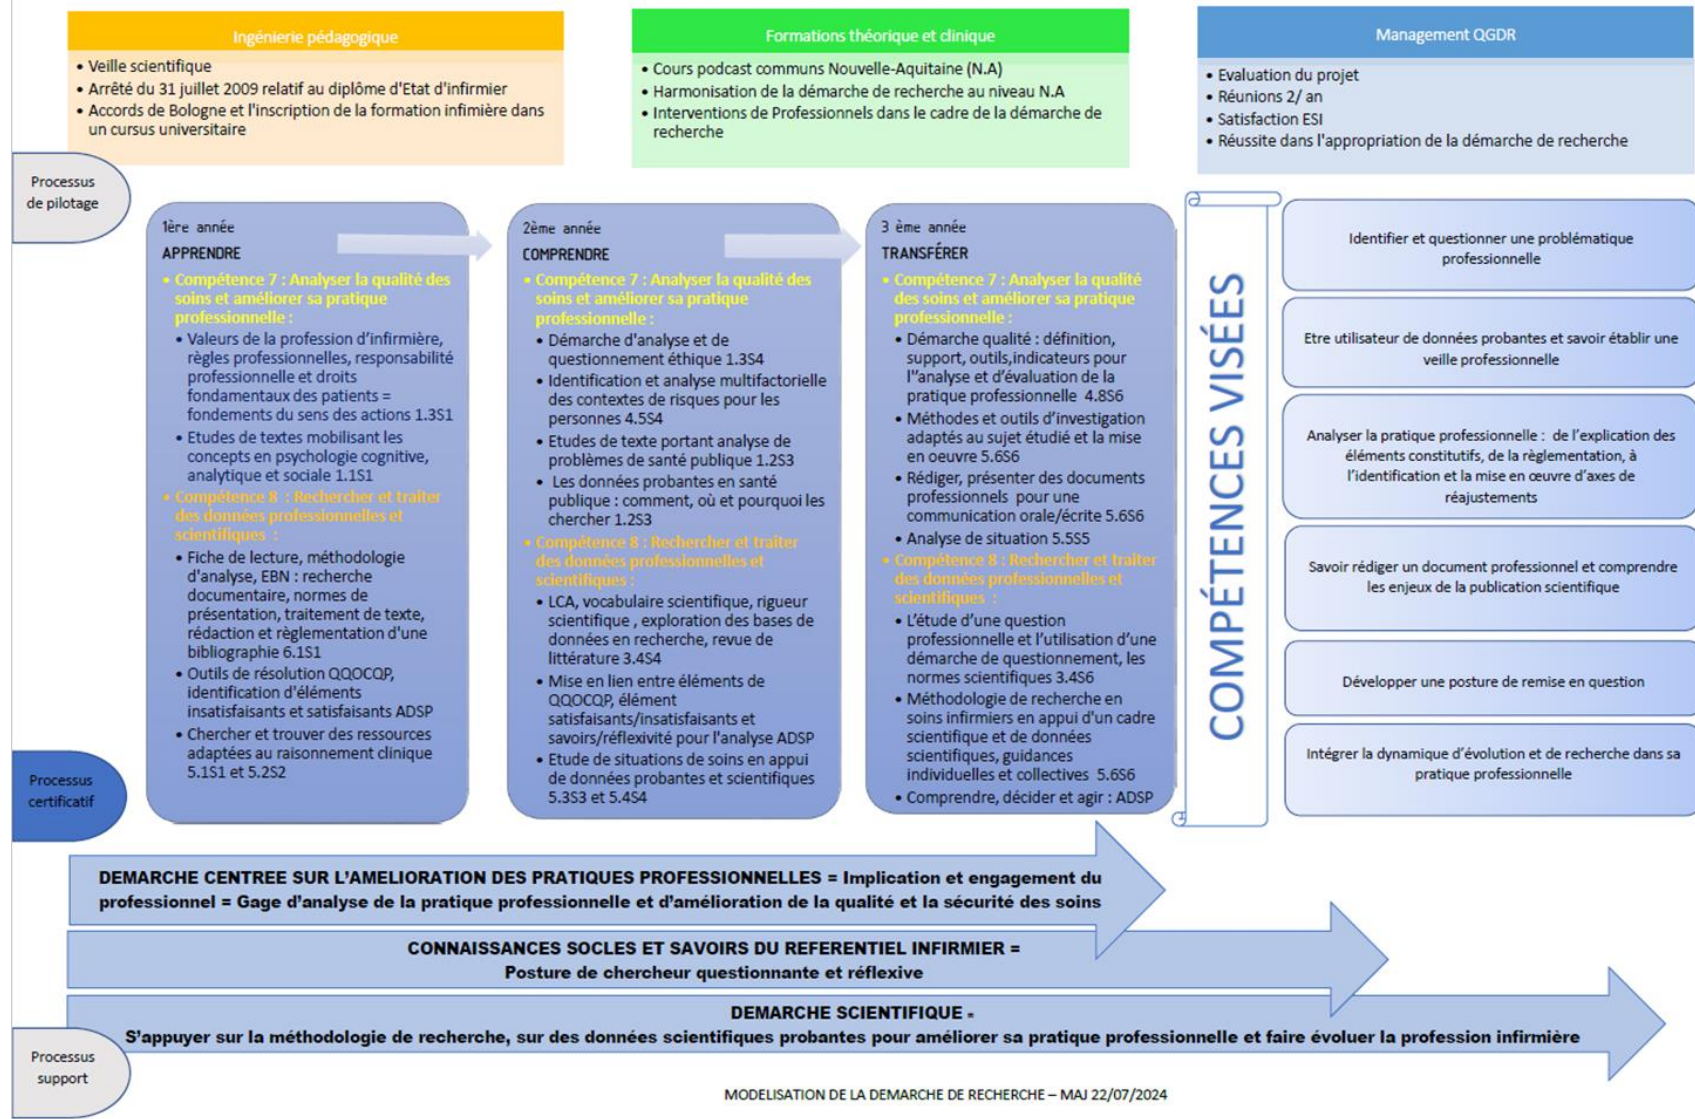 Ingénierie pédagogique
• Veille scientifique
• Arrêté du 31 juillet 2009 relatif au diplôme d'Etat d'infirmier
• Accords de Bologne et l'inscription de la formation infimière dans
un cursus universitaire
Formations théorique et clinique
• Cours podcast communs Nouvelle-Aquitaine (N.A)
• Harmonisation de la démarche de recherche au niveau N.A
• Interventions de Professionnels dans le cadre de la démarche de
recherche
Management QGDR
• Evaluation du projet
• Réunions 2/ an
• Satisfaction ESI
• Réussite dans l'appropriation de la démarche de recherche
Processus
de pilotage
1ère année
APPRENDRE
• Compétence 7 : Analyser la qualité des
soins et améliorer sa pratique
professionnelle :
• Valeurs de la profession d'infirmière,
règles professionnelles, responsabilité
professionnelle et droits
fondamentaux des patients =
fondements du sens des actions 1.3S1
• Etudes de textes mobilisant les
concepts en psychologie cognitive,
analytique et sociale 1.1S1
• Compétence 8 : Rechercher et traiter
des données professionnelles et
scientifiques :
• Fiche de lecture, méthodologie
d'analyse, EBN : recherche
documentaire, normes de
présentation, traitement de texte,
rédaction et règlementation d'une
bibliographie 6.1S1
• Outils de résolution QQOCQP,
identification d'éléments
insatisfaisants et satisfaisants ADSP
• Chercher et trouver des ressources
adaptées au raisonnement clinique
5.1S1 et 5.2S2
2ème année
COMPRENDRE
• Compétence 7 : Analyser la qualité des
soins et améliorer sa pratique
professionnelle :
• Démarche d'analyse et de
questionnement éthique 1.3S4
• Identification et analyse multifactorielle
des contextes de risques pour les
personnes 4.5S4
• Etudes de texte portant analyse de
problèmes de santé publique 1.2S3
• Les données probantes en santé
publique : comment, où et pourquoi les
chercher 1.2S3
• Compétence 8 : Rechercher et traiter
des données professionnelles et
scientifiques :
• LCA, vocabulaire scientifique, rigueur
scientifique , exploration des bases de
données en recherche, revue de
littérature 3.4S4
• Mise en lien entre éléments de
QQOCQP, élément
satisfaisants/insatisfaisants et
savoirs/réflexivité pour l'analyse ADSP
• Etude de situations de soins en appui
de données probantes et scientifiques
5.3S3 et 5.4S4
3 ème année
TRANSFÉRER
• Compétence 7 : Analyser la qualité
des soins et améliorer sa pratique
professionnelle :
• Démarche qualité : définition,
support, outils,indicateurs pour
l''analyse et d'évaluation de la
pratique professionnelle 4.8S6
• Méthodes et outils d'investigation
adaptés au sujet étudié et la mise
en oeuvre 5.6S6
• Rédiger, présenter des documents
professionnels pour une
communication orale/écrite 5.6S6
• Analyse de situation 5.5S5
• Compétence 8 : Rechercher et traiter
des données professionnelles et
scientifiques :
• L'étude d'une question
professionnelle et l'utilisation d'une
démarche de questionnement, les
normes scientifiques 3.4S6
• Méthodologie de recherche en
soins infirmiers en appui d'un cadre
scientifique et de données
scientifiques, guidances
individuelles et collectives 5.6S6
• Comprendre, décider et agir : ADSP
COMPÉTENCES VISÉES
Identifier et questionner une problématique
professionnelle
Etre utilisateur de données probantes et savoir établir une
veille professionnelle
Analyser la pratique professionnelle : de l'explication des
éléments constitutifs, de la règlementation, à
l'identification et la mise en œuvre d'axes de
réajustements
Savoir rédiger un document professionnel et comprendre
les enjeux de la publication scientifique
Développer une posture de remise en question
Intégrer la dynamique d'évolution et de recherche dans sa
pratique professionnelle
Processus
certificatif
DEMARCHE CENTREE SUR L'AMELIORATION DES PRATIQUES PROFESSIONNELLES = Implication et engagement du
professionnel = Gage d'analyse de la pratique professionnelle et d'amélioration de la qualité et la sécurité des soins
CONNAISSANCES SOCLES ET SAVOIRS DU REFERENTIEL INFIRMIER =
Posture de chercheur questionnante et réflexive
DEMARCHE SCIENTIFIQUE =
S'appuyer sur la méthodologie de recherche, sur des données scientifiques probantes pour améliorer sa pratique professionnelle et faire évoluer la profession infirmière
Processus
support
MODELISATION DE LA DEMARCHE DE RECHERCHE – MAJ 22/07/2024